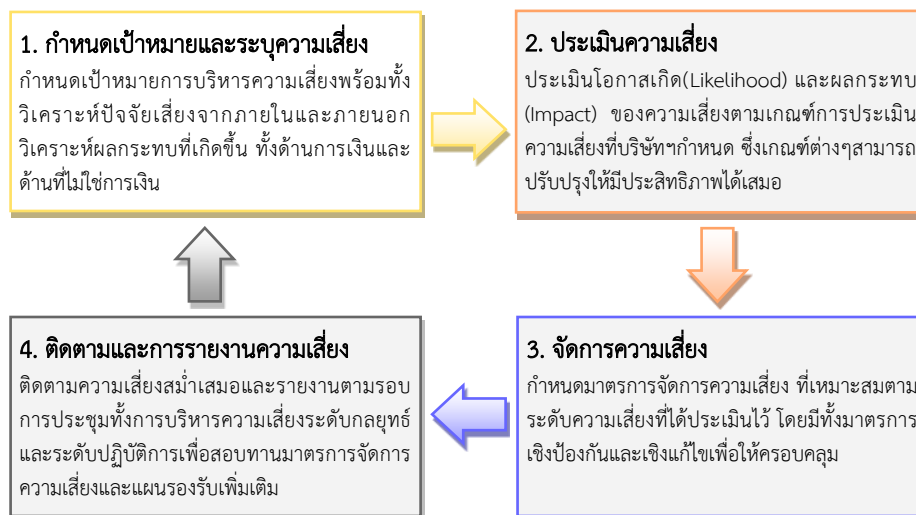 1. กำหนดเป้าหมายและระบุความเสี่ยง
กำหนดเป้าหมายการบริหารความเสี่ยงพร้อมทั้ง
วิเคราะห์ปัจจัยเสี่ยงจากภายในและภายนอก
วิเคราะห์ผลกระทบที่เกิดขึ้น ทั้งด้านการเงินและ
ด้านที่ไม่ใช่การเงิน
2. ประเมินความเสี่ยง
ประเมินโอกาสเกิด(Likelihood) และผลกระทบ
(Impact) ของความเสี่ยงตามเกณฑ์การประเมิน
ความเสี่ยงที่บริษัทฯกำหนด ซึ่งเกณฑ์ต่างๆสามารถ
ปรับปรุงให้มีประสิทธิภาพได้เสมอ
3. จัดการความเสี่ยง
กำหนดมาตรการจัดการความเสี่ยง ที่เหมาะสมตาม
ระดับความเสี่ยงที่ได้ประเมินไว้ โดยมีทั้งมาตรการ
เชิงป้องกันและเชิงแก้ไขเพื่อให้ครอบคลุม
4. ติดตามและการรายงานความเสี่ยง
ติดตามความเสี่ยงสม่ำเสมอและรายงานตามรอบ
การประชุมทั้งการบริหารความเสี่ยงระดับกลยุทธ์
และระดับปฏิบัติการเพื่อสอบทานมาตรการจัดการ
ความเสี่ยงและแผนรองรับเพิ่มเติม